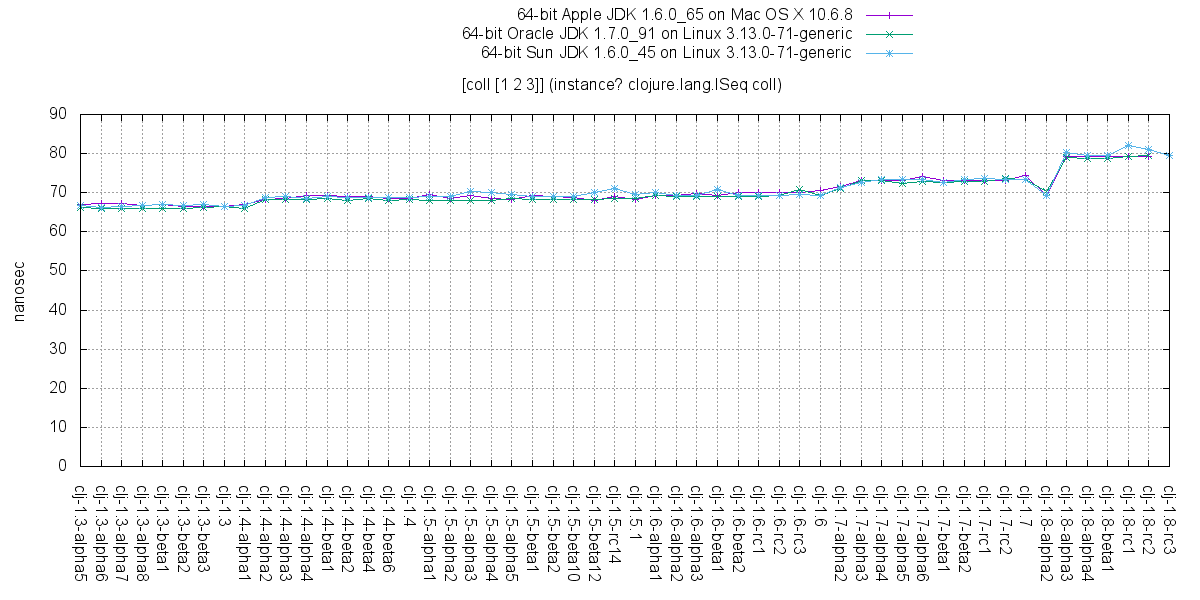 64-bit Apple JDK 1.6.0_65 on Mac OS X 10.6.8
64-bit Oracle JDK 1.7.0_91 on Linux 3.13.0-71-generic
64-bit Sun JDK 1.6.0_45 on Linux 3.13.0-71-generic
[coll [1 2 3]] (instance? clojure.lang.ISeq coll)
90
80
70
60
50
40
30
20
10
0
nanosec
clj-1.3-alpha5
clj-1.3-alpha6
clj-1.3-alpha7
clj-1.3-alpha8
clj-1.3-beta1
clj-1.3-beta2
clj-1.3-beta3
clj-1.3
clj-1.4-alpha1
clj-1.4-alpha2
clj-1.4-alpha3
clj-1.4-alpha4
clj-1.4-beta1
clj-1.4-beta2
clj-1.4-beta4
clj-1.4-beta6
clj-1.4
clj-1.5-alpha1
clj-1.5-alpha2
clj-1.5-alpha3
clj-1.5-alpha4
clj-1.5-alpha5
clj-1.5-beta1
clj-1.5-beta2
clj-1.5-beta10
clj-1.5-beta12
clj-1.5-rc14
clj-1.5.1
clj-1.6-alpha1
clj-1.6-alpha2
clj-1.6-alpha3
clj-1.6-beta1
clj-1.6-beta2
clj-1.6-rc1
clj-1.6-rc2
clj-1.6-rc3
clj-1.6
clj-1.7-alpha2
clj-1.7-alpha3
clj-1.7-alpha4
clj-1.7-alpha5
clj-1.7-alpha6
clj-1.7-beta1
clj-1.7-beta2
clj-1.7-rc1
clj-1.7-rc2
clj-1.7
clj-1.8-alpha2
clj-1.8-alpha3
clj-1.8-alpha4
clj-1.8-beta1
clj-1.8-rc1
clj-1.8-rc2
clj-1.8-rc3